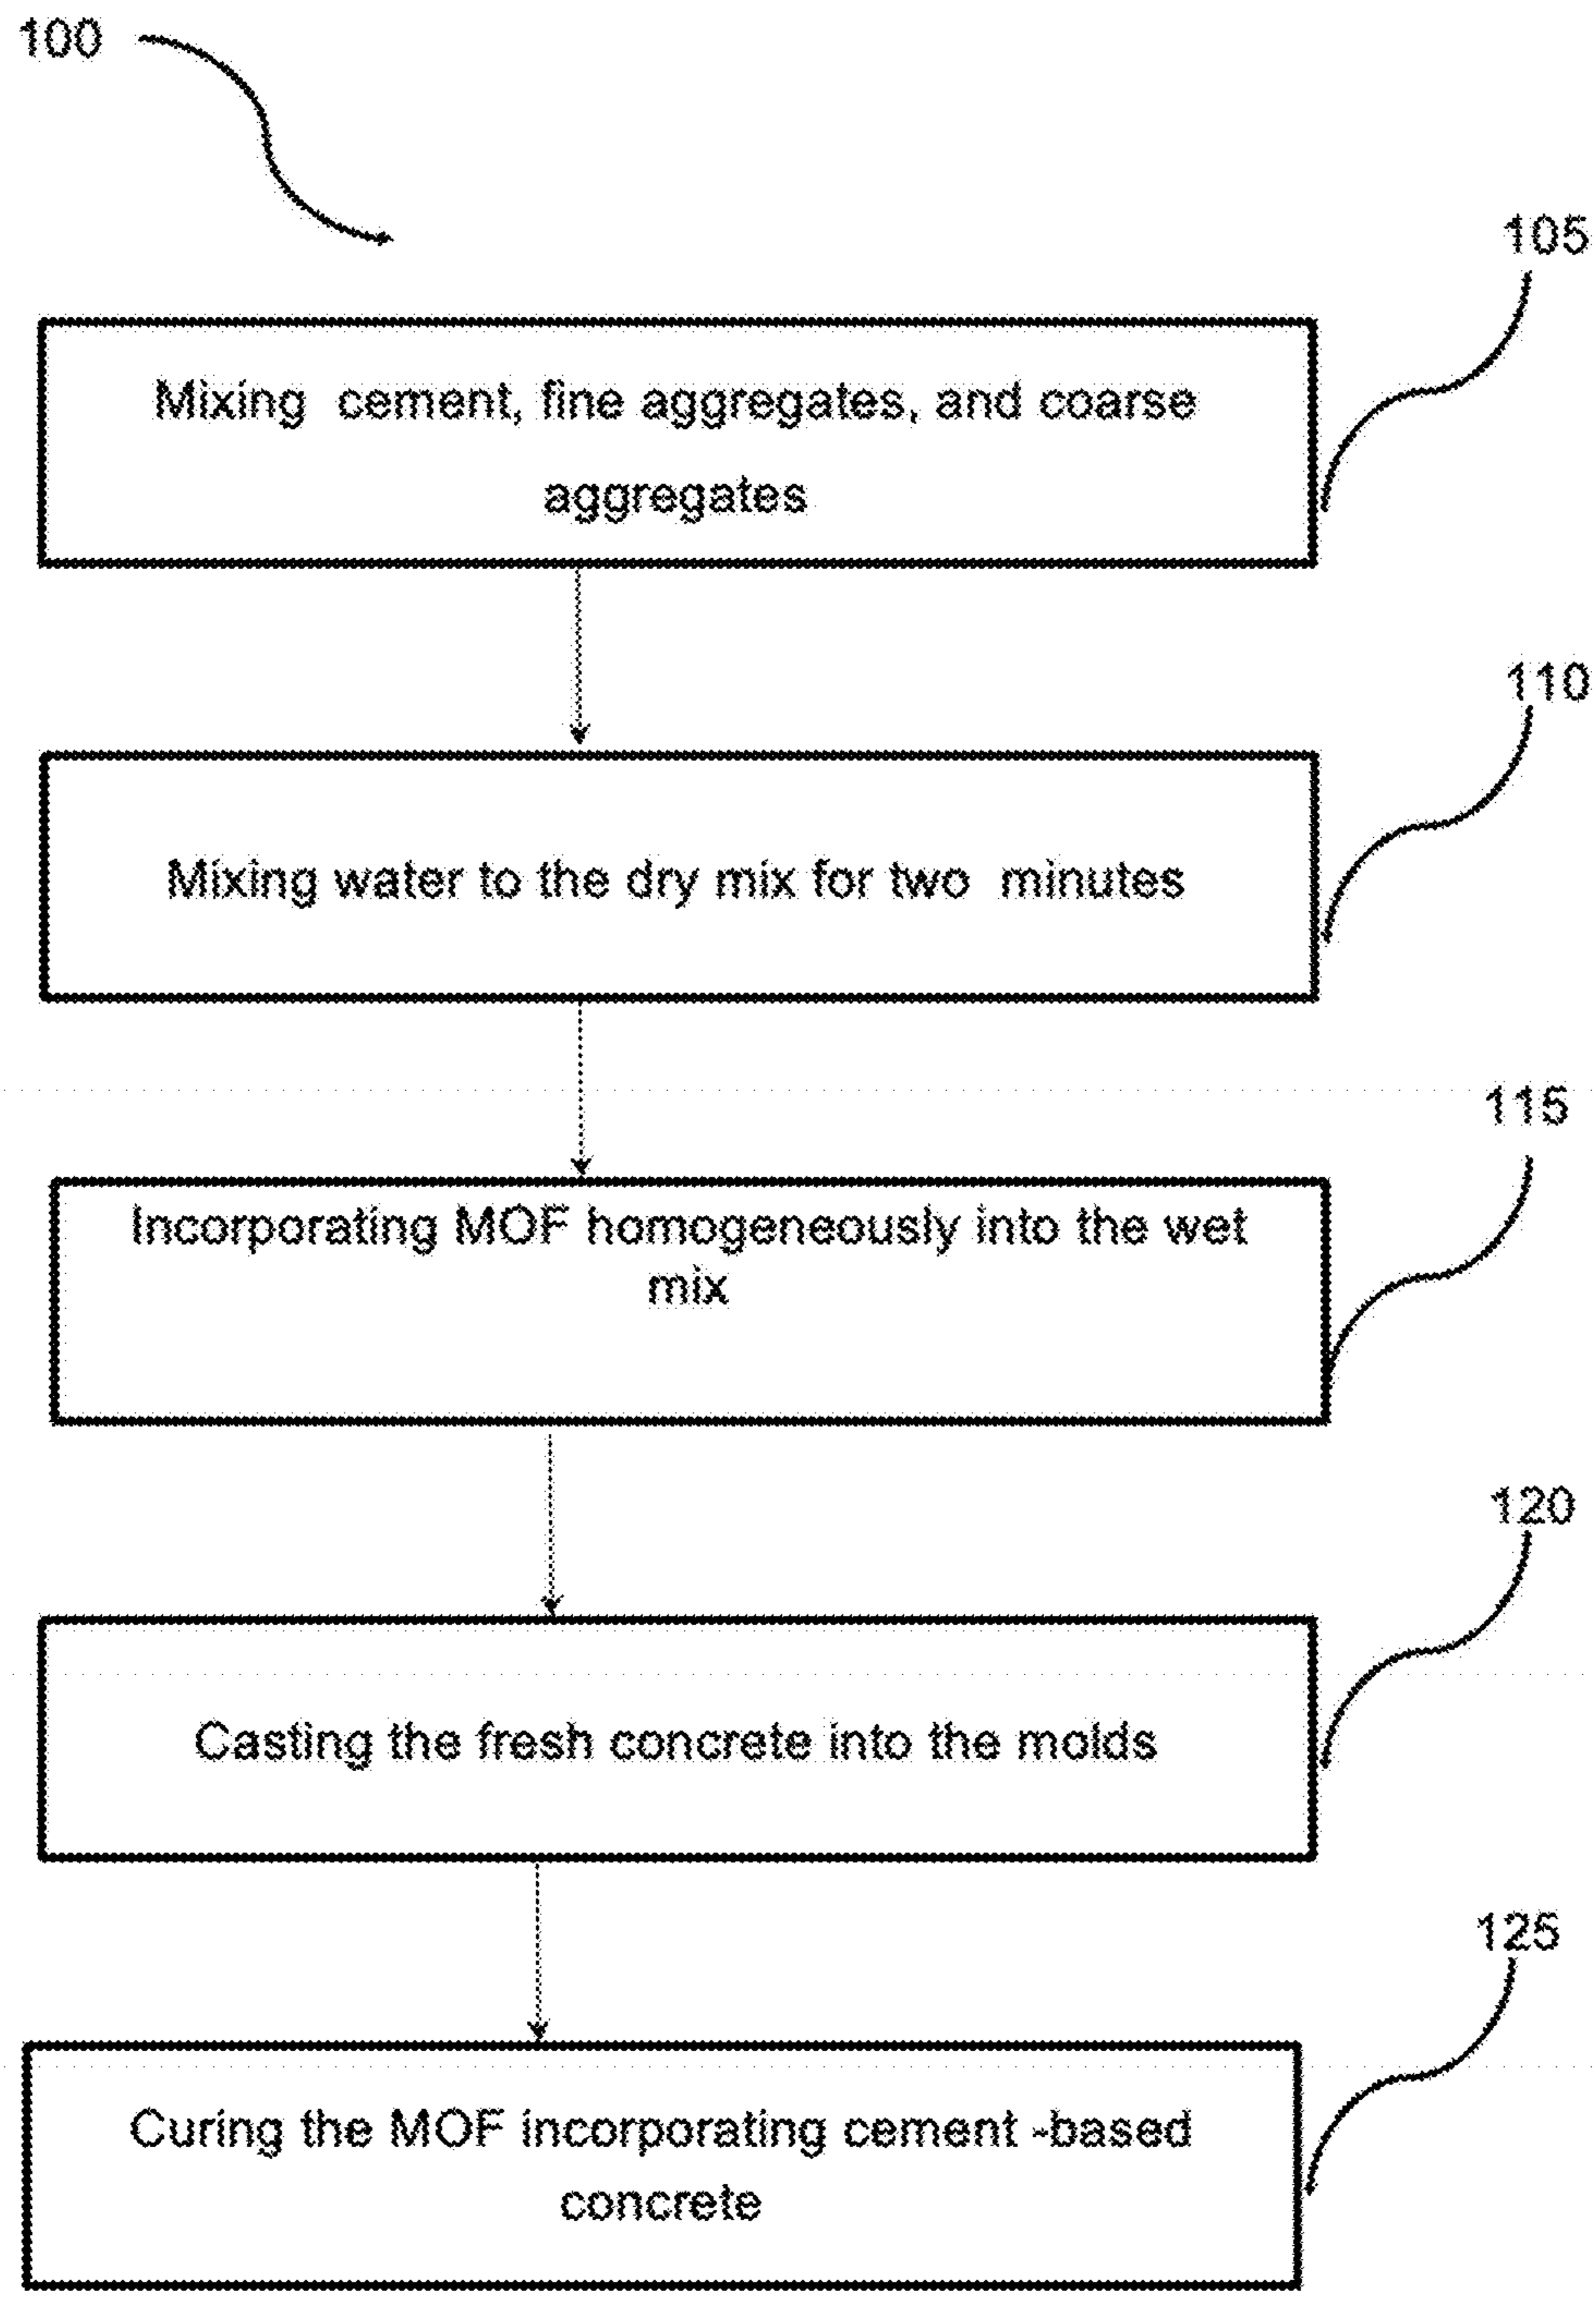 100
105
Mixing cement, fine aggregates, and coarse
aggregates
110
Mixing water to the dry mix for two minutes
115
Incorporating MOF homogeneously into the wet
mix
120
Casting the fresh concrete into the molds
125
Curing the MOF incorporating cement -based
concrete